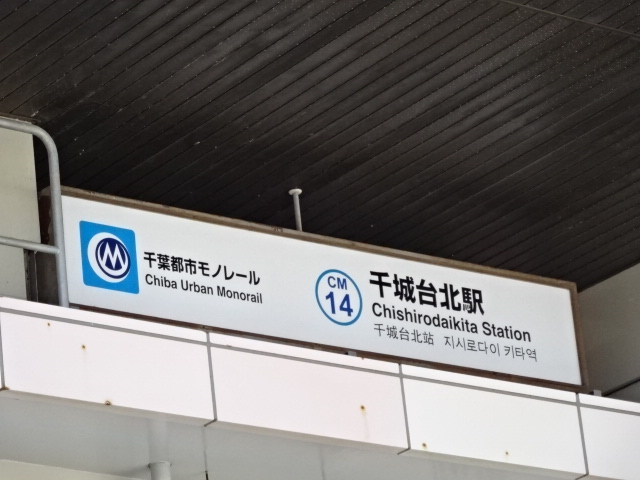 M
千葉都市モノレール
Chiba Urban Monorail
CM
14
千城台北駅
Chishirodaikita Station
千城台北站 지시로다이 키타역